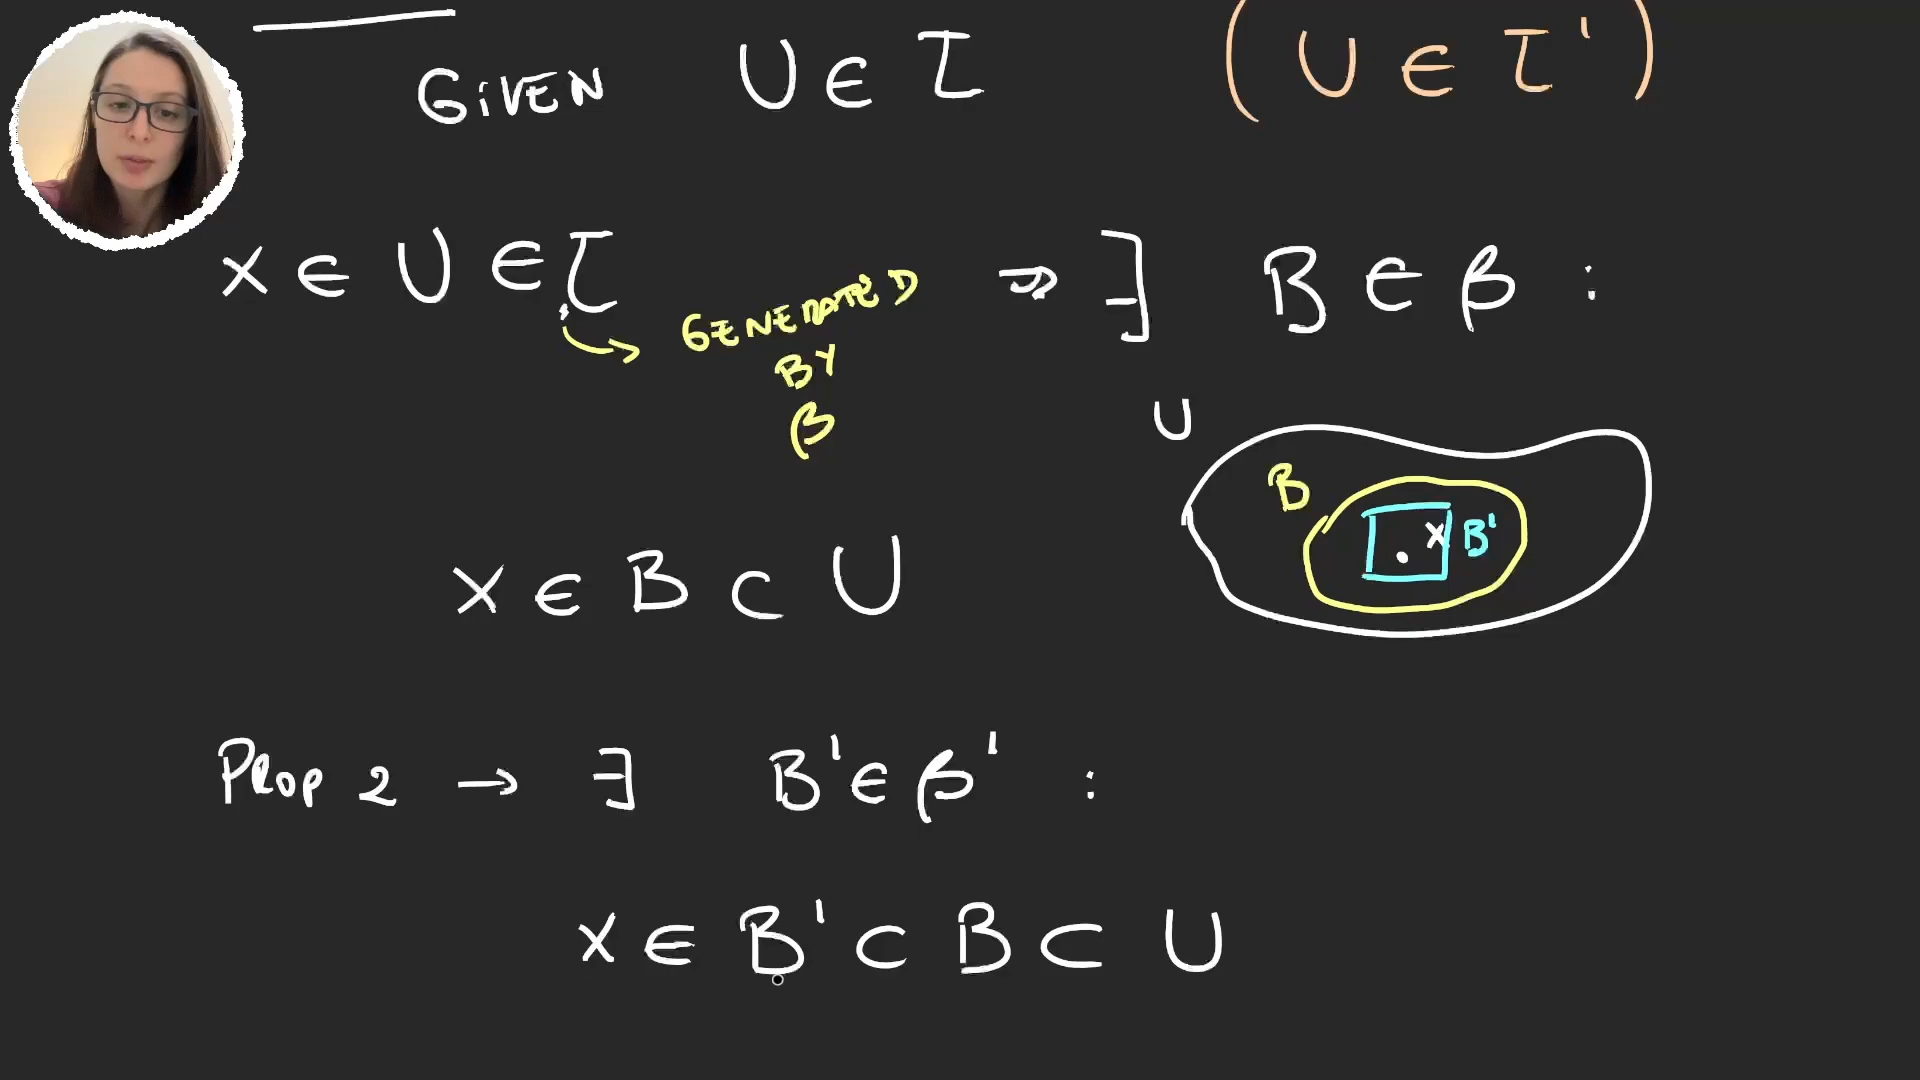 GIVEN U ∈ τ (U ∈ τ')
x ∈ U ∈ τ ⇒ ∃ B ∈ β :
GENERATED
BY
β
U
B
x B'
x ∈ B ⊂ U
PROP 2 → ∃ B' ∈ β' :
x ∈ B' ⊂ B ⊂ U